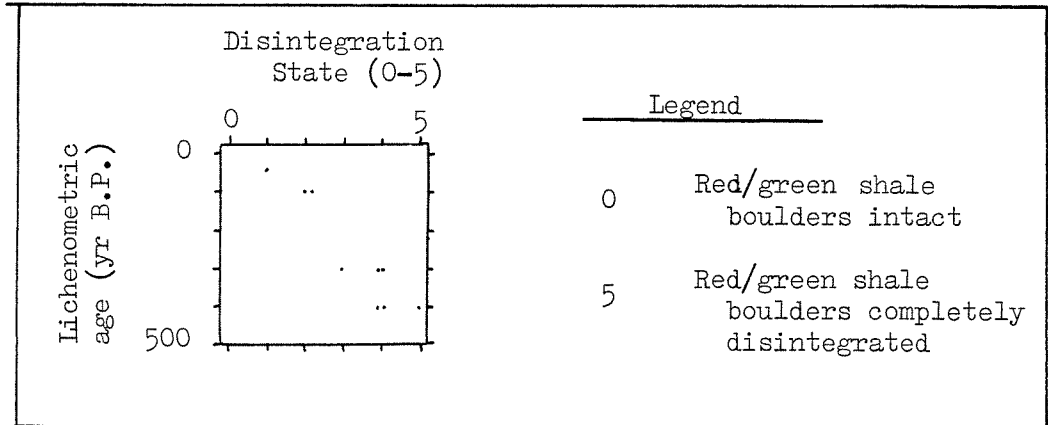 Disintegration
State (0-5)
0 5
Lichenometric
age (yr B.P.)
0
500
Legend
0 Red/green shale
boulders intact
5 Red/green shale
boulders completely
disintegrated